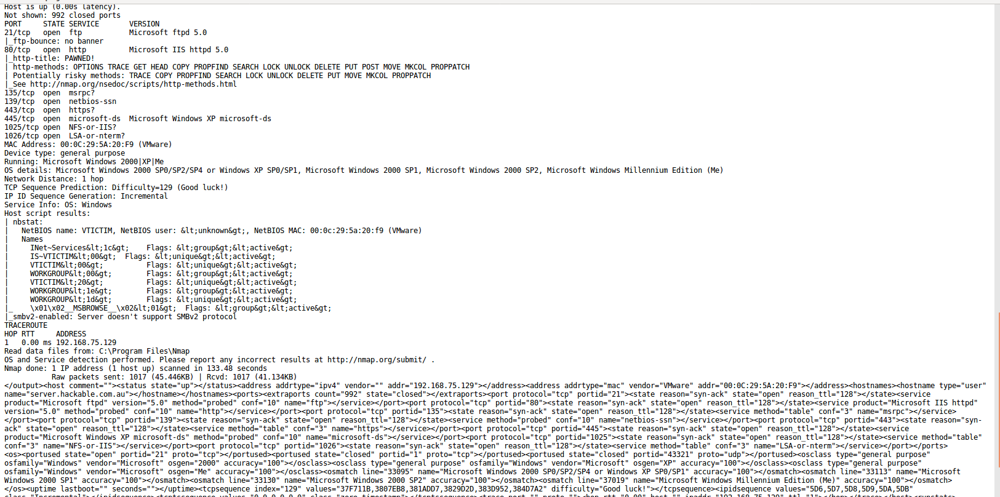 Host is up (0.00s latency).
Not shown: 992 closed ports
PORT     STATE SERVICE       VERSION
21/tcp   open  ftp           Microsoft ftpd 5.0
|_ftp-bounce: no banner
80/tcp   open  http          Microsoft IIS httpd 5.0
|_http-title: PAWNED!
| http-methods: OPTIONS TRACE GET HEAD COPY PROPFIND SEARCH LOCK UNLOCK DELETE PUT POST MOVE MKCOL PROPPATCH
| Potentially risky methods: TRACE COPY PROPFIND SEARCH LOCK UNLOCK DELETE PUT MOVE MKCOL PROPPATCH
|_See http://nmap.org/nsedoc/scripts/http-methods.html
135/tcp  open  msrpc?
139/tcp  open  netbios-ssn
443/tcp  open  https?
445/tcp  open  microsoft-ds  Microsoft Windows XP microsoft-ds
1025/tcp open  NFS-or-IIS?
1026/tcp open  LSA-or-nterm?
MAC Address: 00:0C:29:5A:20:F9 (VMware)
Device type: general purpose
Running: Microsoft Windows 2000|XP|Me
OS details: Microsoft Windows 2000 SP0/SP2/SP4 or Windows XP SP0/SP1, Microsoft Windows 2000 SP1, Microsoft Windows 2000 SP2, Microsoft Windows Millennium Edition (Me)
Network Distance: 1 hop
TCP Sequence Prediction: Difficulty=129 (Good luck!)
IP ID Sequence Generation: Incremental
Service Info: OS: Windows
Host script results:
| nbstat:
|   NetBIOS name: VTICTIM, NetBIOS user: &lt;unknown&gt;, NetBIOS MAC: 00:0c:29:5a:20:f9 (VMware)
|   Names
|     INet~Services&lt;1c&gt;    Flags: &lt;group&gt;&lt;active&gt;
|     IS~VTICTIM&lt;00&gt;  Flags: &lt;unique&gt;&lt;active&gt;
|     VTICTIM&lt;00&gt;          Flags: &lt;unique&gt;&lt;active&gt;
|     WORKGROUP&lt;00&gt;        Flags: &lt;group&gt;&lt;active&gt;
|     VTICTIM&lt;20&gt;          Flags: &lt;unique&gt;&lt;active&gt;
|     WORKGROUP&lt;1e&gt;        Flags: &lt;group&gt;&lt;active&gt;
|     WORKGROUP&lt;1d&gt;        Flags: &lt;unique&gt;&lt;active&gt;
|_    \x01\x02__MSBROWSE__\x02&lt;01&gt;  Flags: &lt;group&gt;&lt;active&gt;
|_smbv2-enabled: Server doesn't support SMBv2 protocol
TRACEROUTE
HOP RTT     ADDRESS
1   0.00 ms 192.168.75.129
Read data files from: C:\Program Files\Nmap
OS and Service detection performed. Please report any incorrect results at http://nmap.org/submit/ .
Nmap done: 1 IP address (1 host up) scanned in 133.48 seconds
           Raw packets sent: 1017 (45.446KB) | Rcvd: 1017 (41.134KB)
</output><host comment=""><status state="up"></status><address addrtype="ipv4" vendor="" addr="192.168.75.129"></address><address addrtype="mac" vendor="VMware" addr="00:0C:29:5A:20:F9"></address><hostnames><hostname type="user"
name="server.hackable.com.au"></hostname></hostnames><ports><extraports count="992" state="closed"></extraports><port protocol="tcp" portid="21"><state reason="syn-ack" state="open" reason_ttl="128"></state><service
product="Microsoft ftpd" version="5.0" method="probed" conf="10" name="ftp"></service></port><port protocol="tcp" portid="80"><state reason="syn-ack" state="open" reason_ttl="128"></state><service product="Microsoft IIS httpd"
version="5.0" method="probed" conf="10" name="http"></service></port><port protocol="tcp" portid="135"><state reason="syn-ack" state="open" reason_ttl="128"></state><service method="table" conf="3" name="msrpc"></service>
</port><port protocol="tcp" portid="139"><state reason="syn-ack" state="open" reason_ttl="128"></state><service method="probed" conf="10" name="netbios-ssn"></service></port><port protocol="tcp" portid="443"><state reason="syn-
ack" state="open" reason_ttl="128"></state><service method="table" conf="3" name="https"></service></port><port protocol="tcp" portid="445"><state reason="syn-ack" state="open" reason_ttl="128"></state><service
product="Microsoft Windows XP microsoft-ds" method="probed" conf="10" name="microsoft-ds"></service></port><port protocol="tcp" portid="1025"><state reason="syn-ack" state="open" reason_ttl="128"></state><service method="table"
conf="3" name="NFS-or-IIS"></service></port><port protocol="tcp" portid="1026"><state reason="syn-ack" state="open" reason_ttl="128"></state><service method="table" conf="3" name="LSA-or-nterm"></service></port></ports>
<os><portused state="open" portid="21" proto="tcp"></portused><portused state="closed" portid="1" proto="tcp"></portused><portused state="closed" portid="43321" proto="udp"></portused><osclass type="general purpose"
osfamily="Windows" vendor="Microsoft" osgen="2000" accuracy="100"></osclass><osclass type="general purpose" osfamily="Windows" vendor="Microsoft" osgen="XP" accuracy="100"></osclass><osclass type="general purpose"
osfamily="Windows" vendor="Microsoft" osgen="Me" accuracy="100"></osclass><osmatch line="33095" name="Microsoft Windows 2000 SP0/SP2/SP4 or Windows XP SP0/SP1" accuracy="100"></osmatch><osmatch line="33113" name="Microsoft
Windows 2000 SP1" accuracy="100"></osmatch><osmatch line="33130" name="Microsoft Windows 2000 SP2" accuracy="100"></osmatch><osmatch line="37019" name="Microsoft Windows Millennium Edition (Me)" accuracy="100"></osmatch>
</os><uptime lastboot="" seconds=""></uptime><tcpsequence index="129" values="37F711B,3807EB8,381ADD7,3829D2D,383D952,384D7A2" difficulty="Good luck!"></tcpsequence><ipidsequence values="5D6,5D7,5D8,5D9,5DA,5DB"